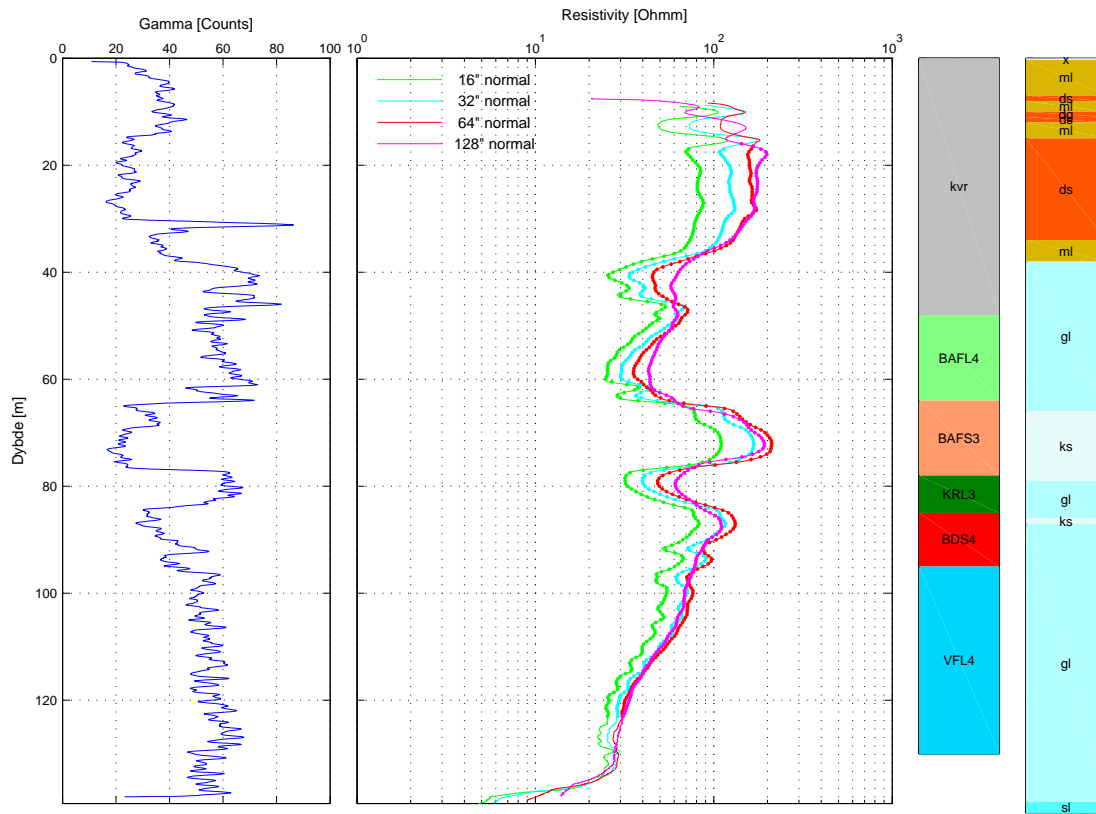 Gamma [Counts]
0 20 40 60 80 100
Resistivity [Ohmm]
10^0 10^1 10^2 10^3
Dybde [m]
0
20
40
60
80
100
120
16" normal
32" normal
64" normal
128" normal
kvr
BAFL4
BAFS3
KRL3
BDS4
VFL4
x
ml
ds
ml
ds
ml
ds
ml
gl
ks
gl
ks
gl
sl